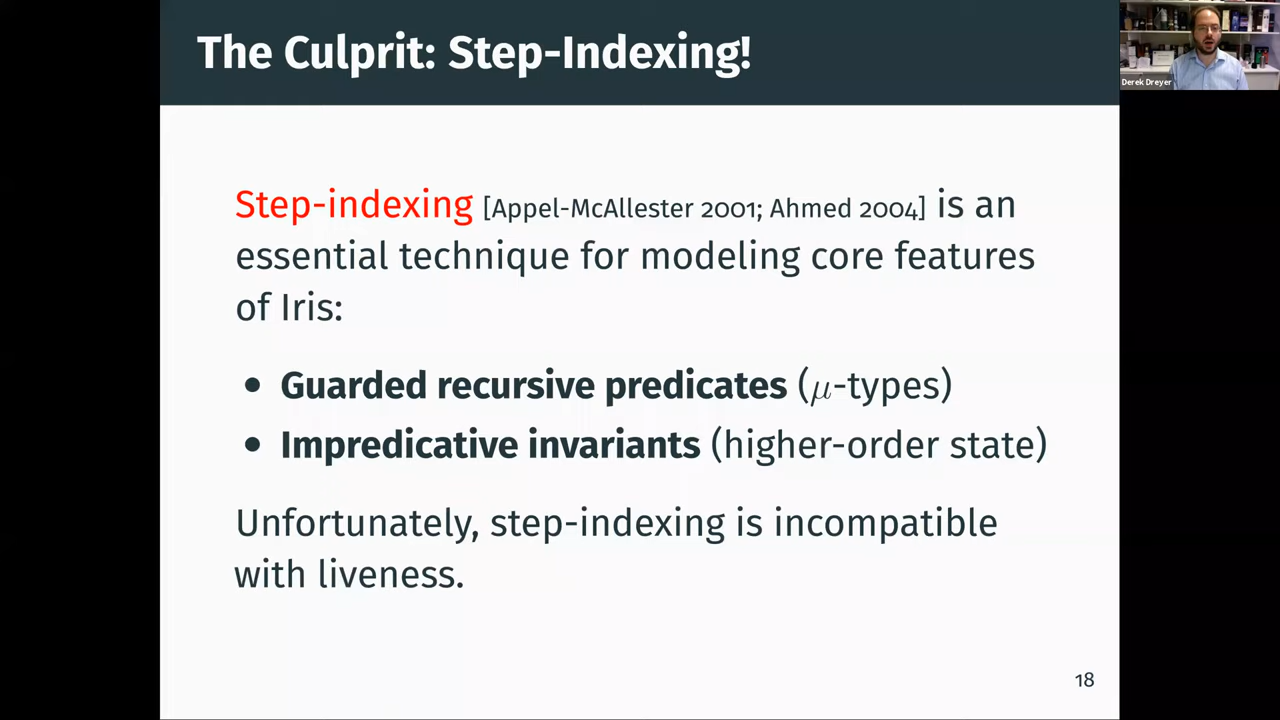 The Culprit: Step-Indexing!
Derek Dreyer
Step-indexing [Appel-McAllester 2001; Ahmed 2004] is an
essential technique for modeling core features
of Iris:
• Guarded recursive predicates (μ-types)
• Impredicative invariants (higher-order state)
Unfortunately, step-indexing is incompatible
with liveness.
18